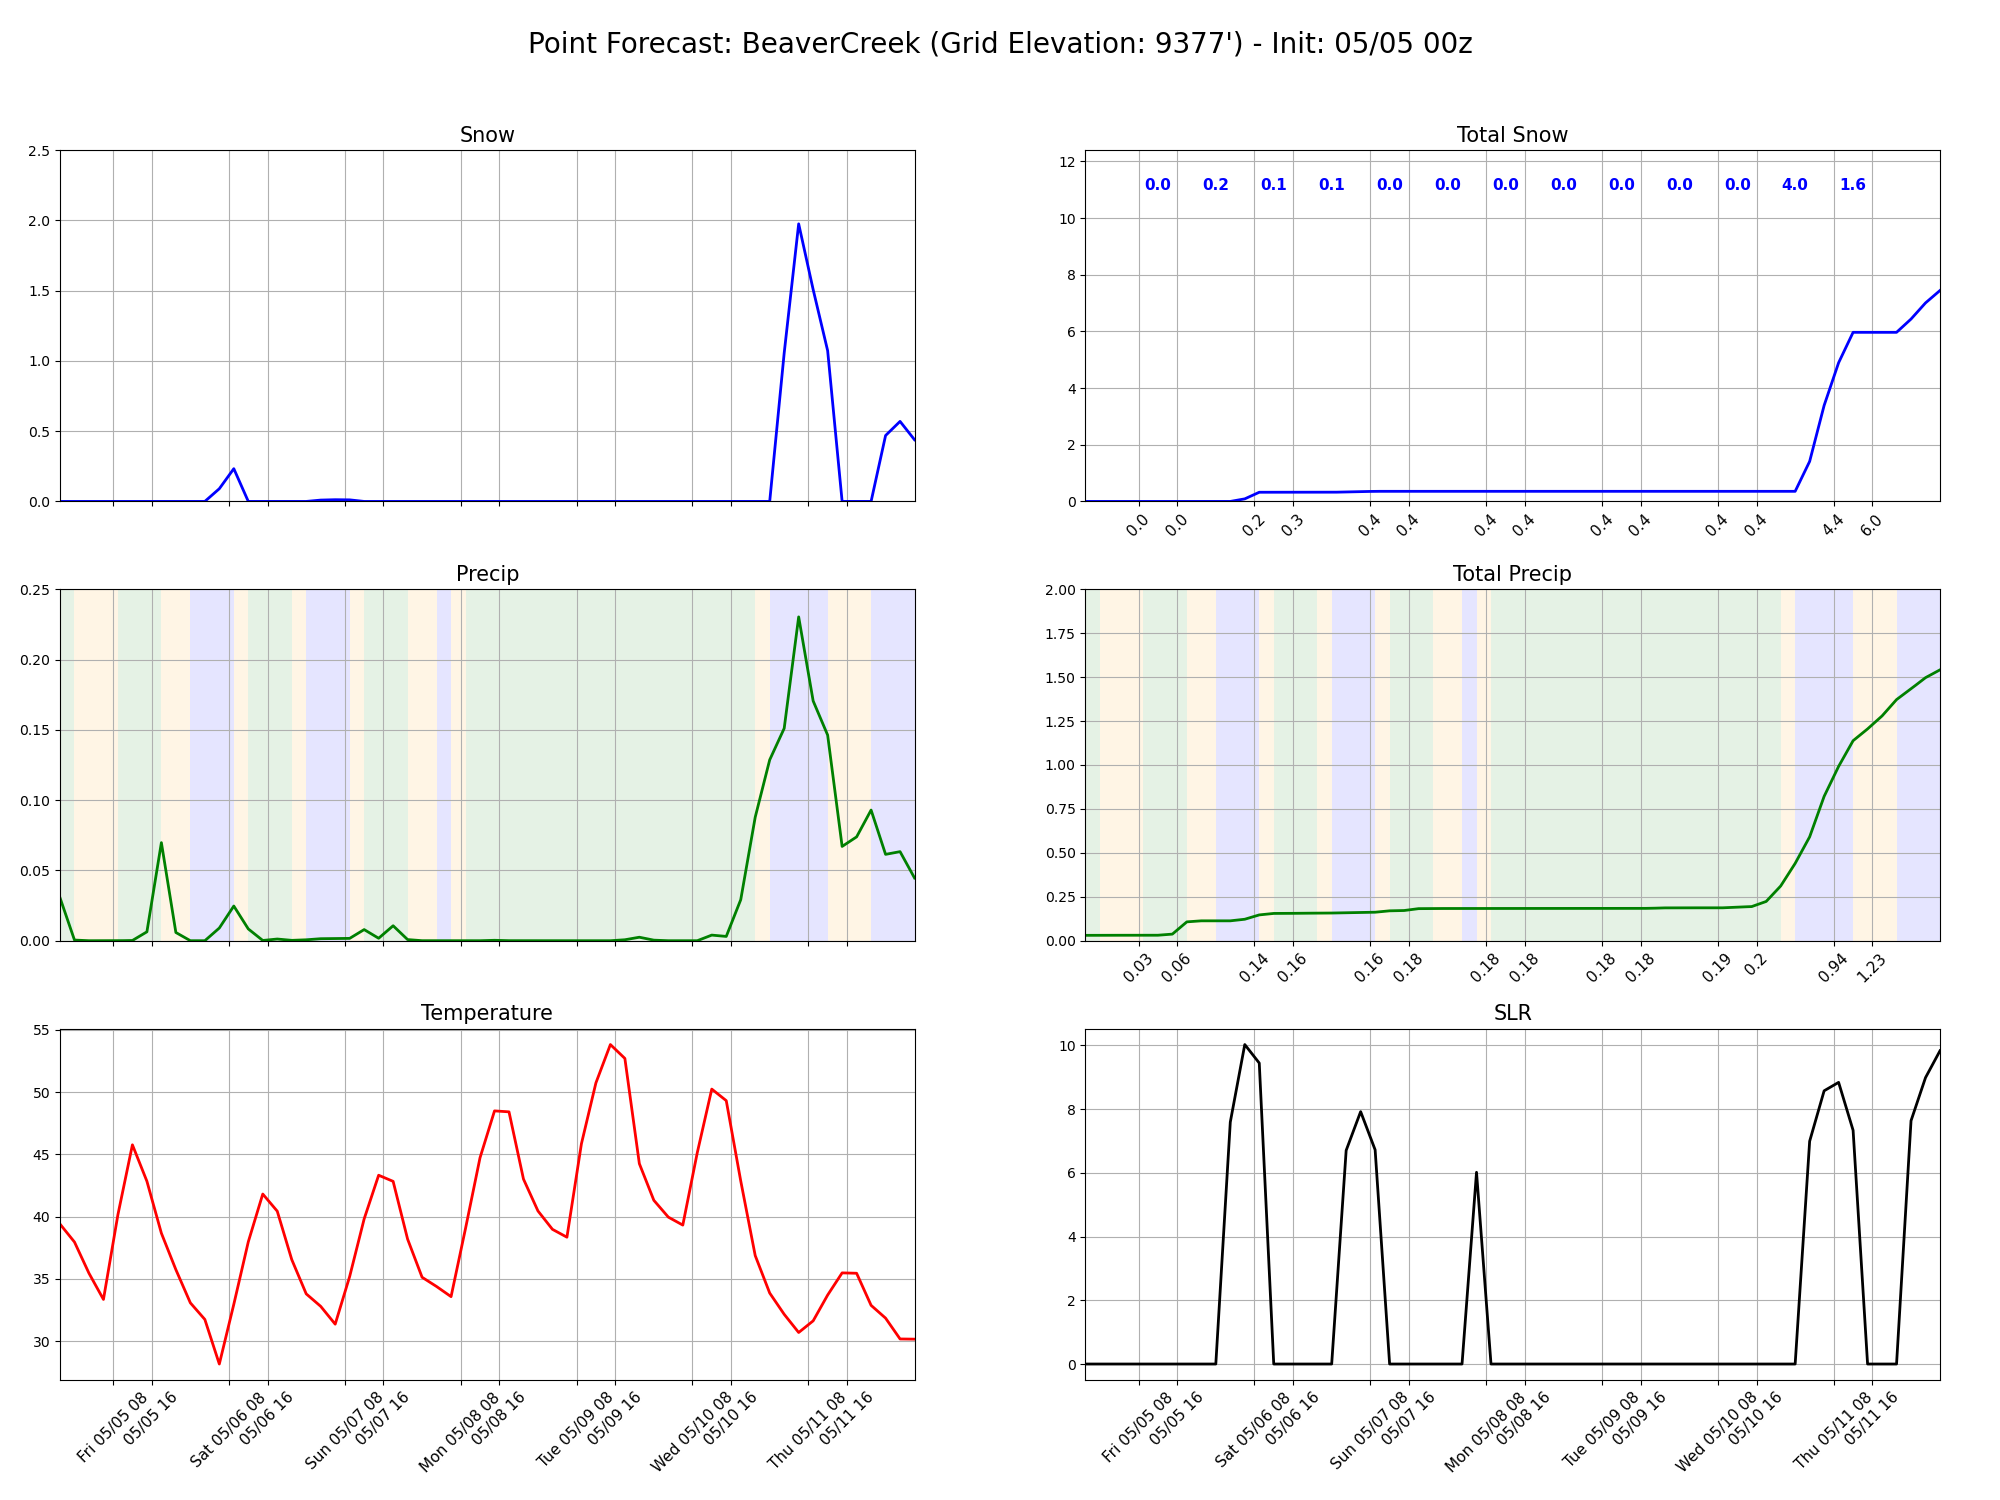 Point Forecast: BeaverCreek (Grid Elevation: 9377') - Init: 05/05 00z
Snow
2.5
2.0
1.5
1.0
0.5
0.0
Total Snow
12
10
8
6
4
2
0
0.0 0.2 0.1 0.1 0.0 0.0 0.0 0.0 0.0 0.0 0.0 4.0 1.6
0.0 0.0 0.2 0.3 0.4 0.4 0.4 0.4 0.4 0.4 0.4 0.4 4.4 6.0
Precip
0.25
0.20
0.15
0.10
0.05
0.00
Total Precip
2.00
1.75
1.50
1.25
1.00
0.75
0.50
0.25
0.00
0.03 0.06 0.14 0.16 0.16 0.18 0.18 0.18 0.18 0.18 0.19 0.2 0.94 1.23
Temperature
55
50
45
40
35
30
Fri 05/05 08
05/05 16
Sat 05/06 08
05/06 16
Sun 05/07 08
05/07 16
Mon 05/08 08
05/08 16
Tue 05/09 08
05/09 16
Wed 05/10 08
05/10 16
Thu 05/11 08
05/11 16
SLR
10
8
6
4
2
0
Fri 05/05 08
05/05 16
Sat 05/06 08
05/06 16
Sun 05/07 08
05/07 16
Mon 05/08 08
05/08 16
Tue 05/09 08
05/09 16
Wed 05/10 08
05/10 16
Thu 05/11 08
05/11 16